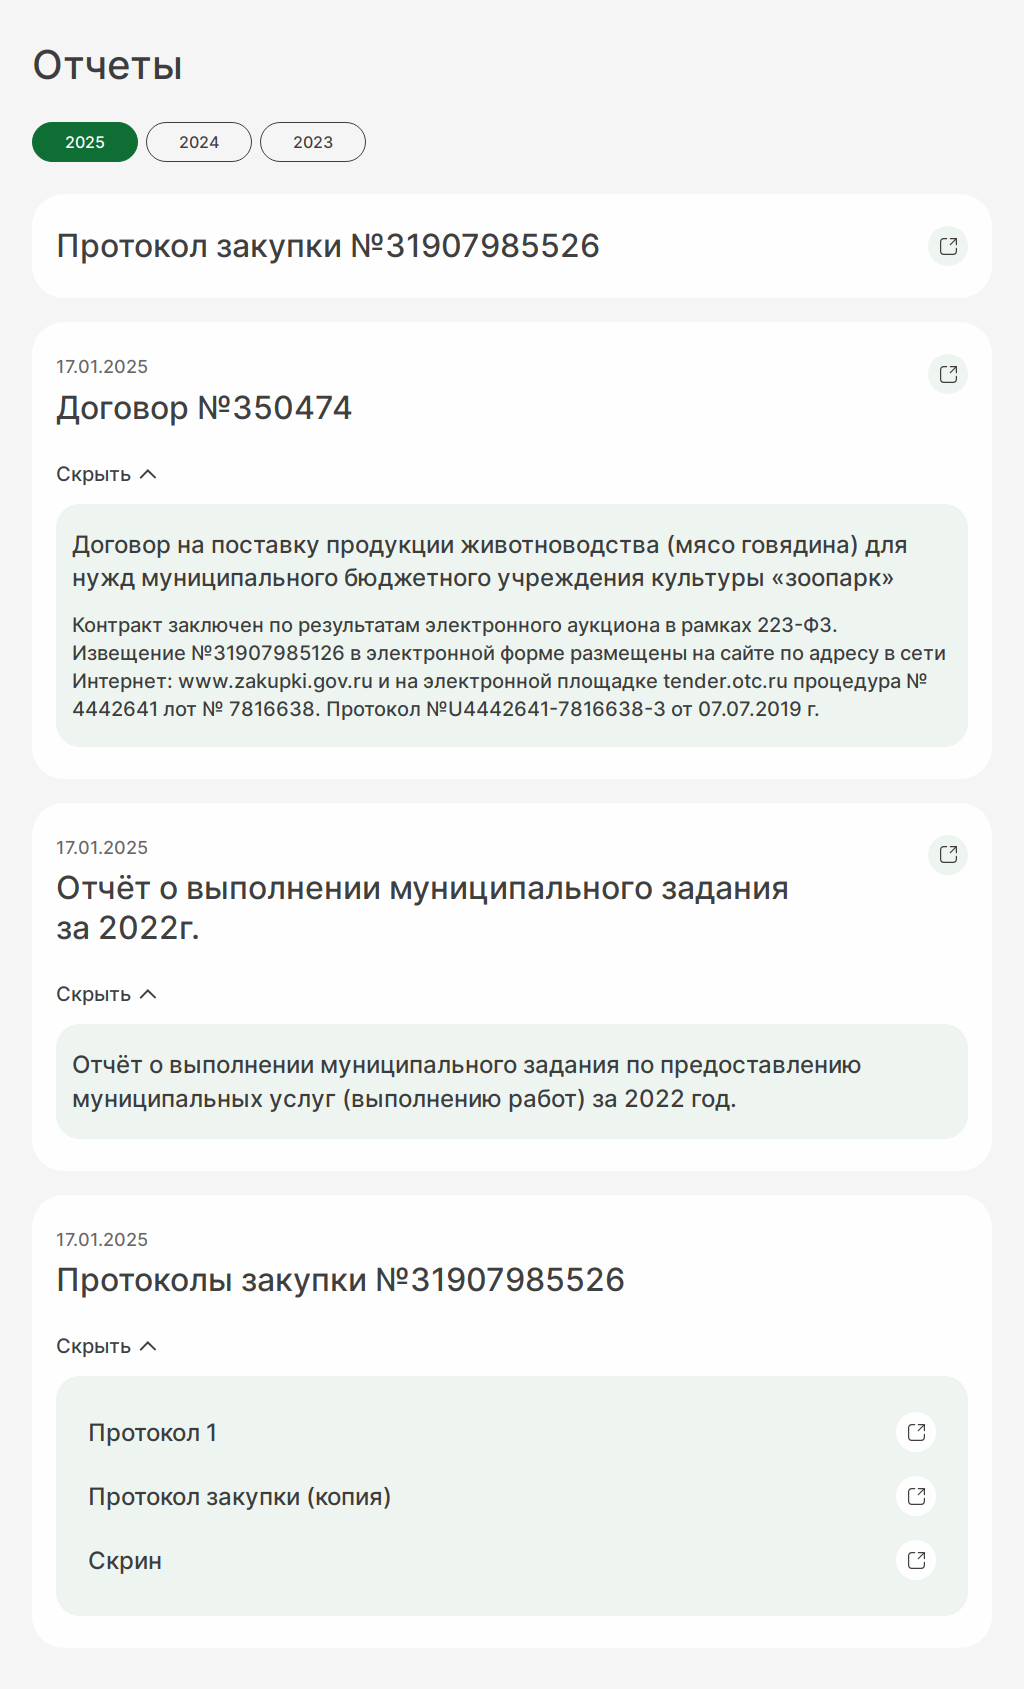 Отчеты
2025
2024
2023
Протокол закупки №31907985526
17.01.2025
Договор №350474
Скрыть
Договор на поставку продукции животноводства (мясо говядина) для
нужд муниципального бюджетного учреждения культуры «зоопарк»
Контракт заключен по результатам электронного аукциона в рамках 223-ФЗ.
Извещение №31907985126 в электронной форме размещены на сайте по адресу в сети
Интернет: www.zakupki.gov.ru и на электронной площадке tender.otc.ru процедура №
4442641 лот № 7816638. Протокол №U4442641-7816638-3 от 07.07.2019 г.
17.01.2025
Отчёт о выполнении муниципального задания
за 2022г.
Скрыть
Отчёт о выполнении муниципального задания по предоставлению
муниципальных услуг (выполнению работ) за 2022 год.
17.01.2025
Протоколы закупки №31907985526
Скрыть
Протокол 1
Протокол закупки (копия)
Скрин